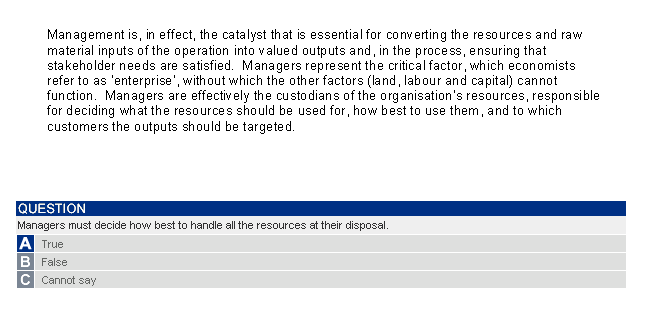 Management is, in effect, the catalyst that is essential for converting the resources and raw
material inputs of the operation into valued outputs and, in the process, ensuring that
stakeholder needs are satisfied. Managers represent the critical factor, which economists
refer to as 'enterprise', without which the other factors (land, labour and capital) cannot
function. Managers are effectively the custodians of the organisation's resources, responsible
for deciding what the resources should be used for, how best to use them, and to which
customers the outputs should be targeted.
QUESTION
Managers must decide how best to handle all the resources at their disposal.
A True
B False
C Cannot say